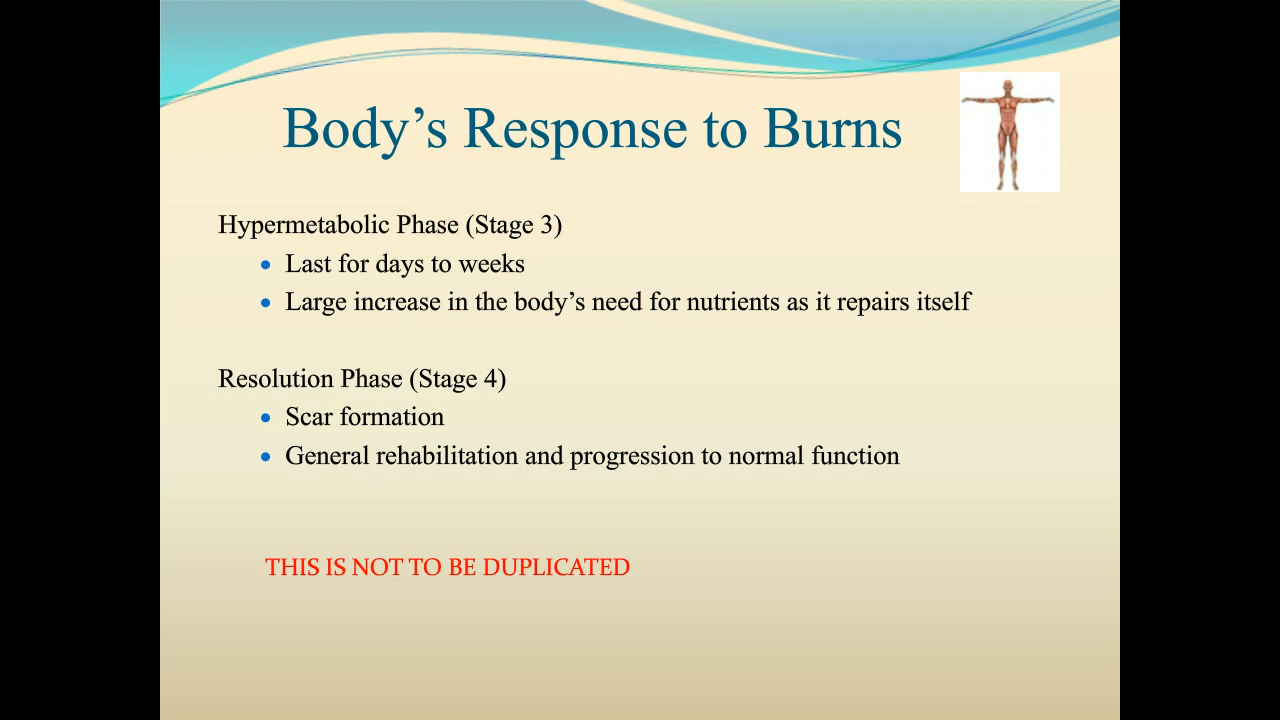 Body’s Response to Burns
Hypermetabolic Phase (Stage 3)
• Last for days to weeks
• Large increase in the body’s need for nutrients as it repairs itself
Resolution Phase (Stage 4)
• Scar formation
• General rehabilitation and progression to normal function
THIS IS NOT TO BE DUPLICATED